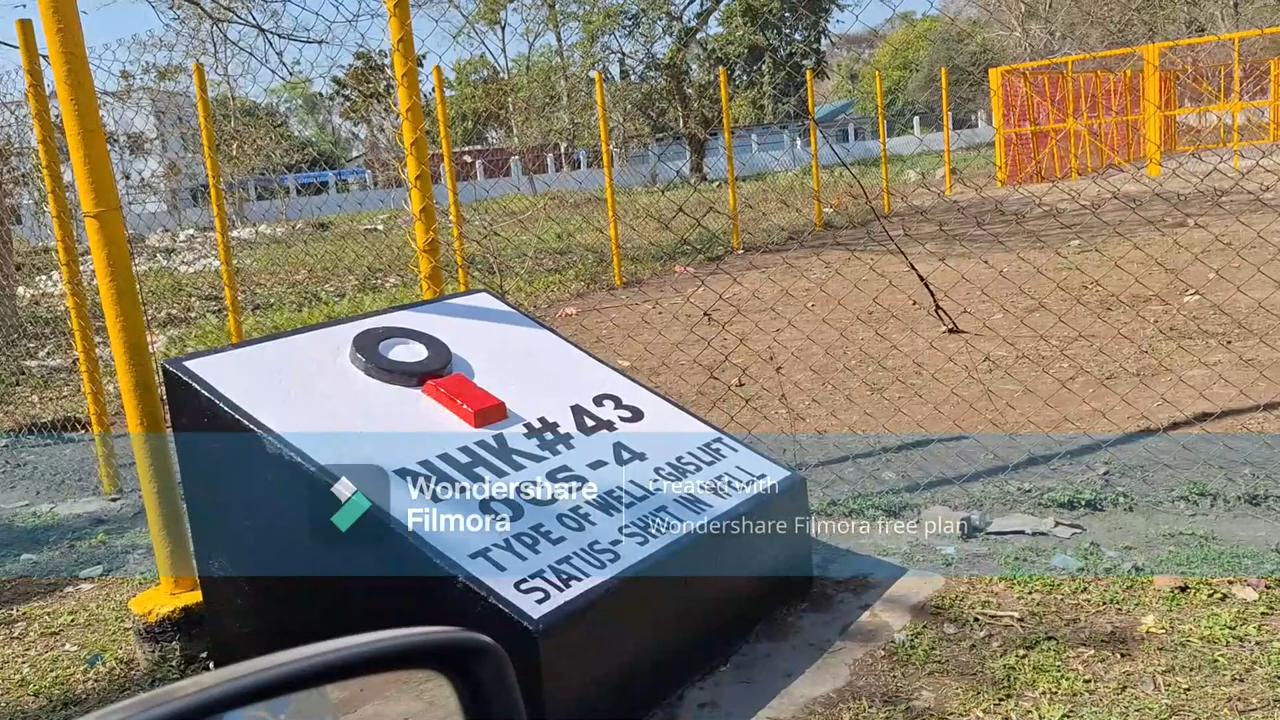 NHK#43
OCS-4
TYPE OF WELL-GASLIFT
STATUS-SHUT IN WELL
Wondershare
Filmora
Created with
Wondershare Filmora free plan